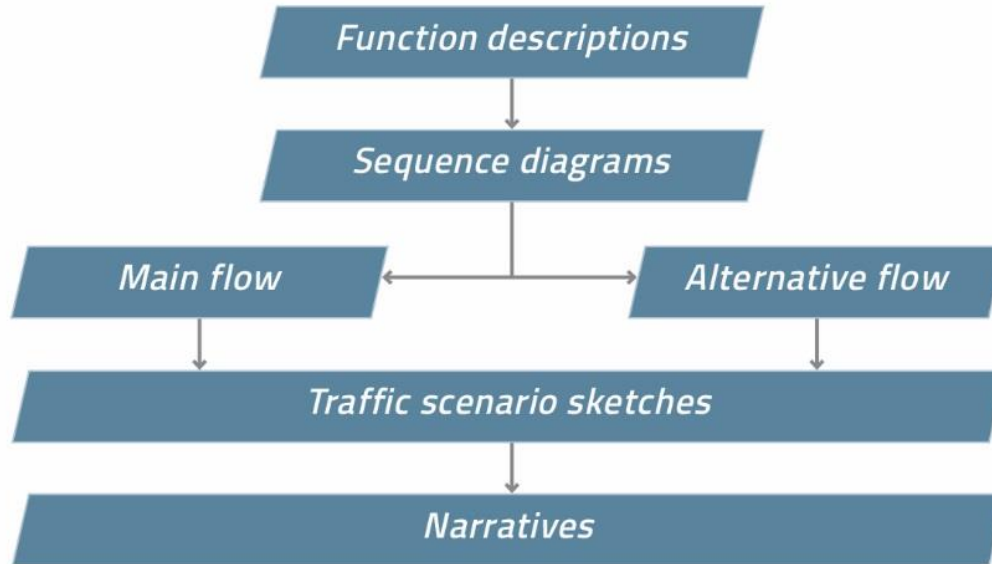 Function descriptions
Sequence diagrams
Main flow
Alternative flow
Traffic scenario sketches
Narratives